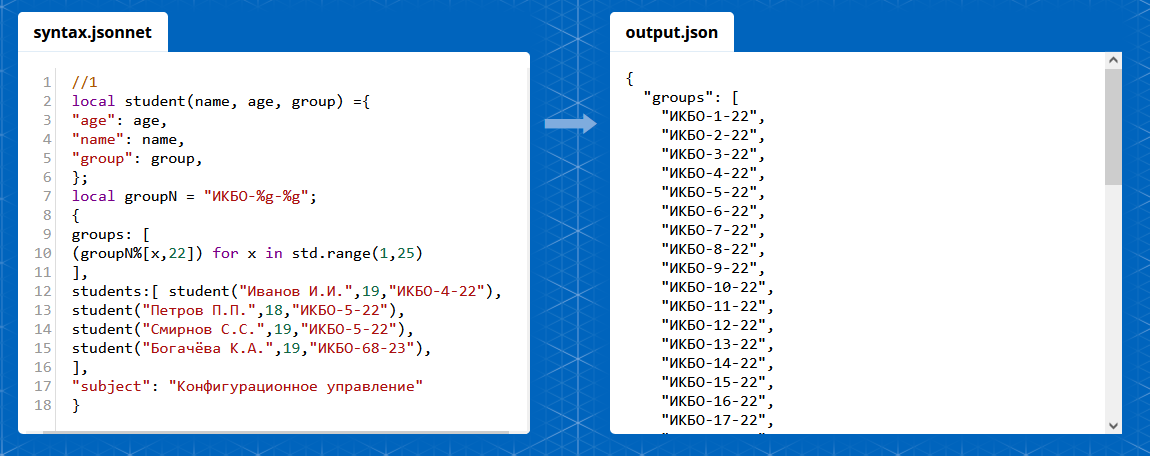 syntax.jsonnet
1 //1
2 local student(name, age, group) ={
3 "age": age,
4 "name": name,
5 "group": group,
6 };
7 local groupN = "ИКБО-%g-%g";
8 {
9 groups: [
10 (groupN%[x,22]) for x in std.range(1,25)
11 ],
12 students:[ student("Иванов И.И.",19,"ИКБО-4-22"),
13 student("Петров П.П.",18,"ИКБО-5-22"),
14 student("Смирнов С.С.",19,"ИКБО-5-22"),
15 student("Богачёва К.А.",19,"ИКБО-68-23"),
16 ],
17 "subject": "Конфигурационное управление"
18 }
output.json
{
"groups": [
"ИКБО-1-22",
"ИКБО-2-22",
"ИКБО-3-22",
"ИКБО-4-22",
"ИКБО-5-22",
"ИКБО-6-22",
"ИКБО-7-22",
"ИКБО-8-22",
"ИКБО-9-22",
"ИКБО-10-22",
"ИКБО-11-22",
"ИКБО-12-22",
"ИКБО-13-22",
"ИКБО-14-22",
"ИКБО-15-22",
"ИКБО-16-22",
"ИКБО-17-22",